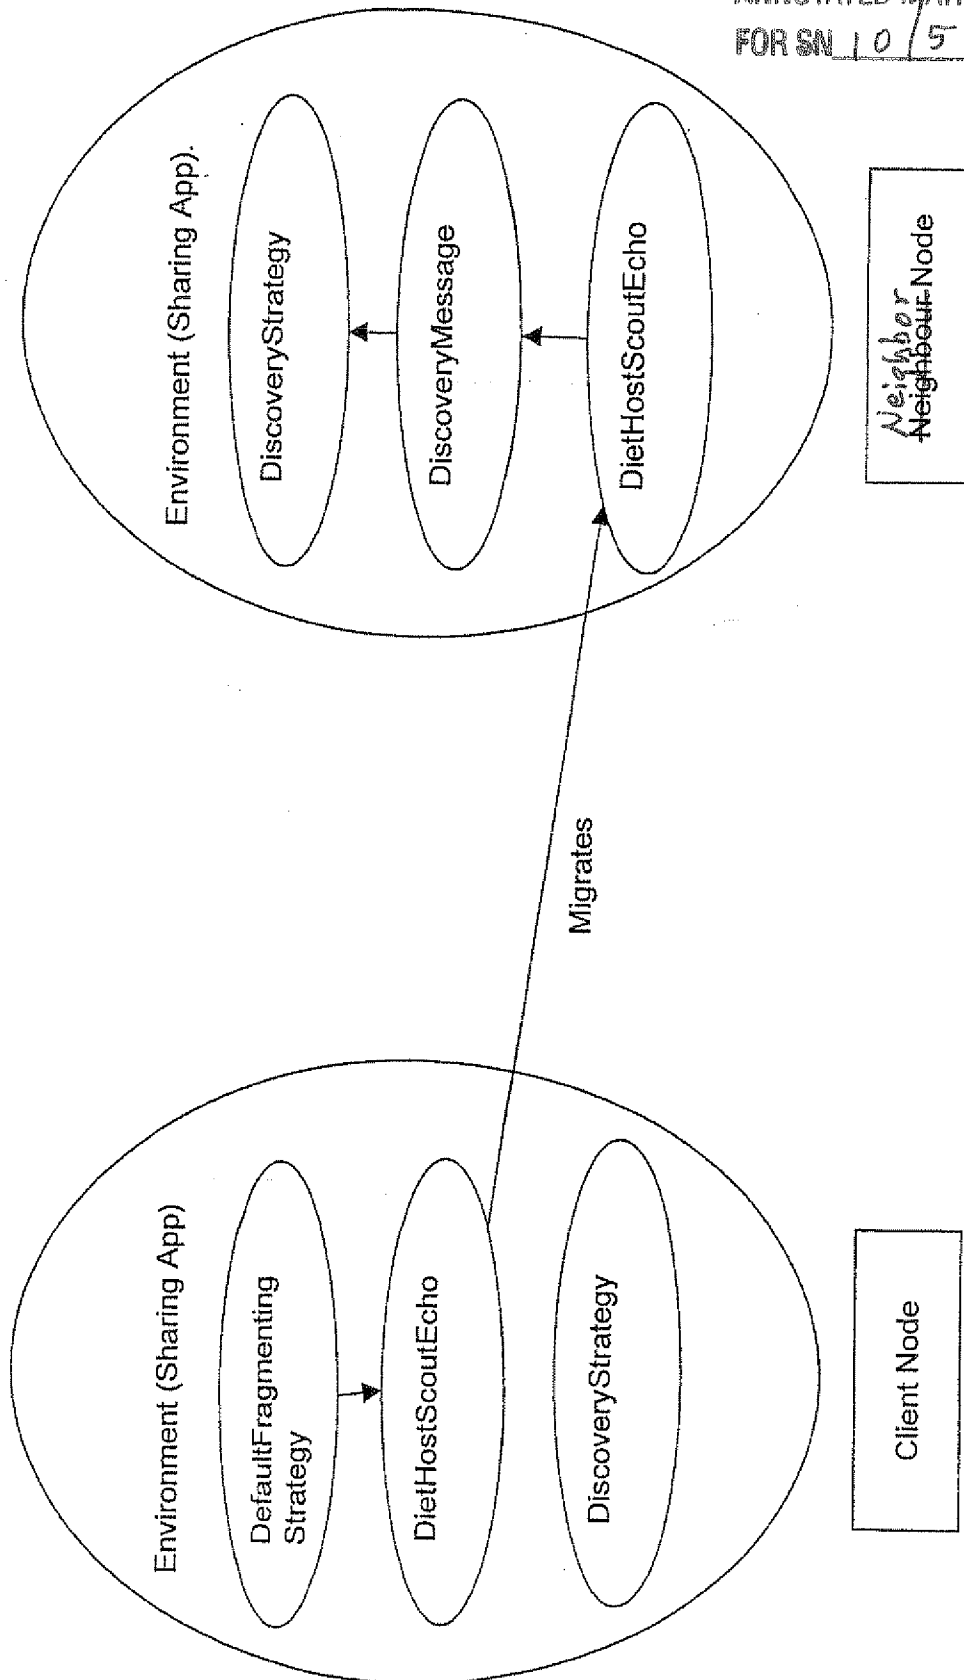 FOR SN 10/5
Environment (Sharing App)
DefaultFragmenting
Strategy
DietHostScoutEcho
DiscoveryStrategy
Client Node
Migrates
Environment (Sharing App).
DiscoveryStrategy
DiscoveryMessage
DietHostScoutEcho
Neighbor
Neighbour Node